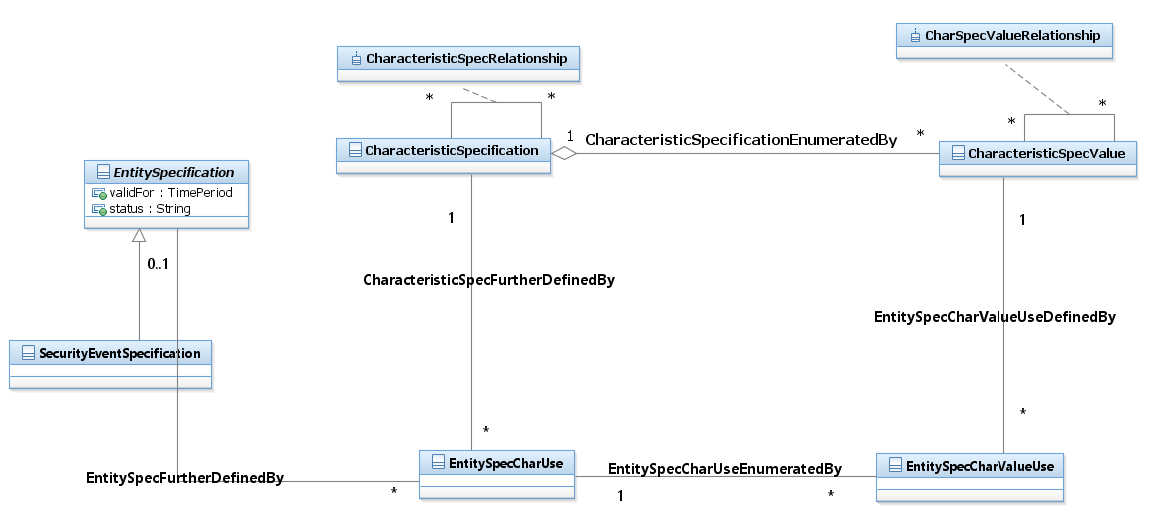 CharSpecValueRelationship
CharacteristicSpecRelationship
* *
* *
1 CharacteristicSpecificationEnumeratedBy *
CharacteristicSpecification
CharacteristicSpecValue
EntitySpecification
validFor : TimePeriod
status : String
1
1
0..1
CharacteristicSpecFurtherDefinedBy
EntitySpecCharValueUseDefinedBy
SecurityEventSpecification
*
*
EntitySpecCharUse
EntitySpecCharUseEnumeratedBy
EntitySpecCharValueUse
EntitySpecFurtherDefinedBy
*
1 *